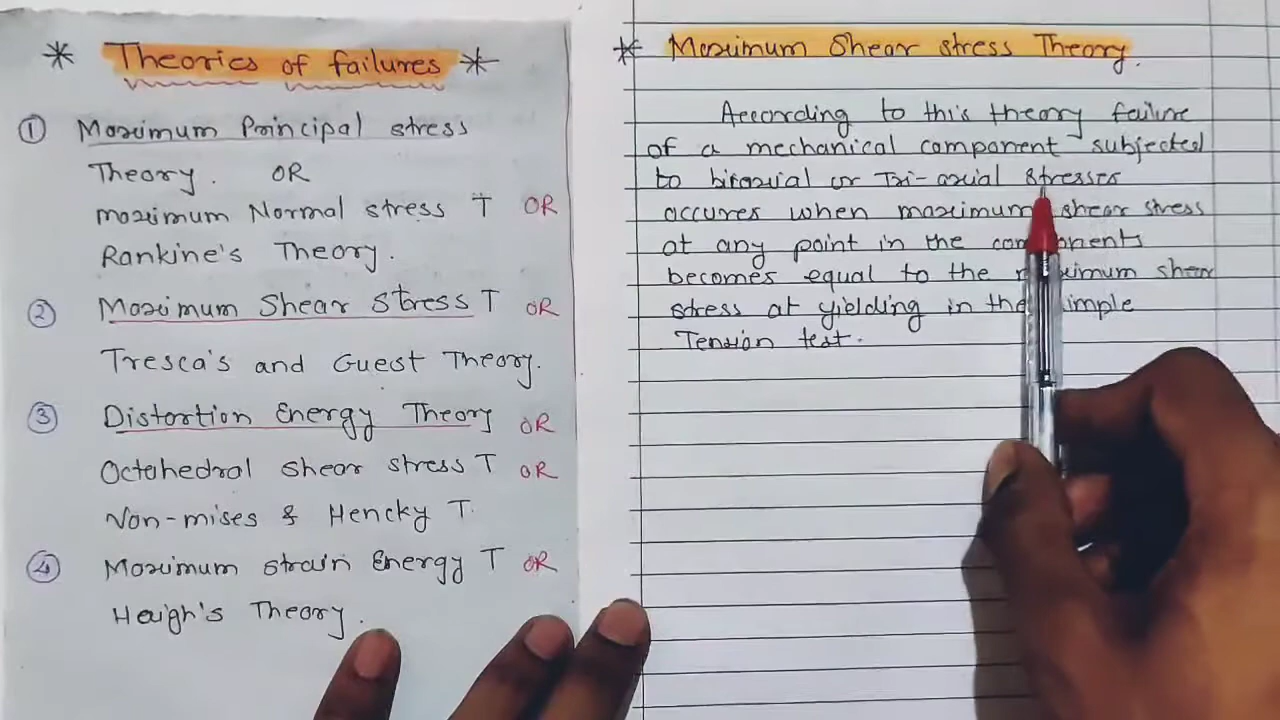 * Theories of failures *
① Maximum Principal stress
Theory. OR
maximum Normal stress T OR
Rankine's Theory.
② Maximum Shear Stress T OR
Tresca's and Guest Theory.
③ Distortion Energy Theory OR
Octahedral shear stress T OR
Von-mises & Hencky T.
④ Maximum strain Energy T OR
Heigh's Theory.
* Maximum Shear stress Theory.
According to this theory failure
of a mechanical component subjected
to biaxial or Tri-axial stresses
occures when maximum shear stress
at any point in the components
becomes equal to the maximum shear
stress at yielding in the simple
Tension test.